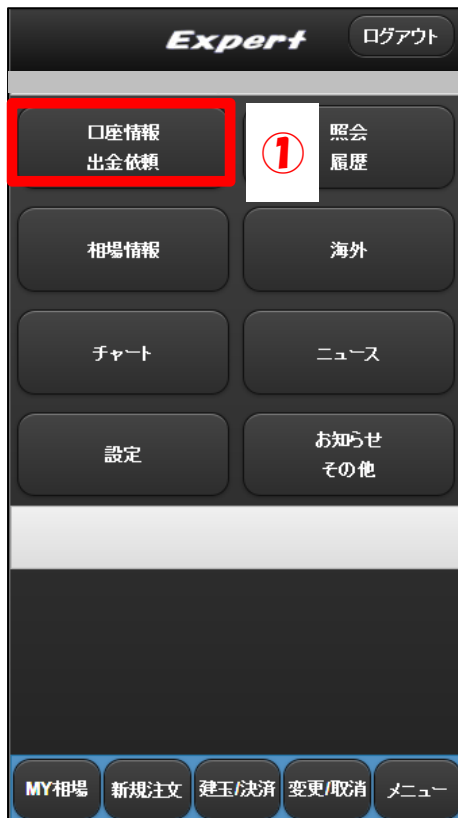 Expert
ログアウト
口座情報
出金依頼
①
照会
履歴
相場情報
海外
チャート
ニュース
設定
お知らせ
その他
MY相場
新規注文
建玉/決済
変更/取消
メニュー